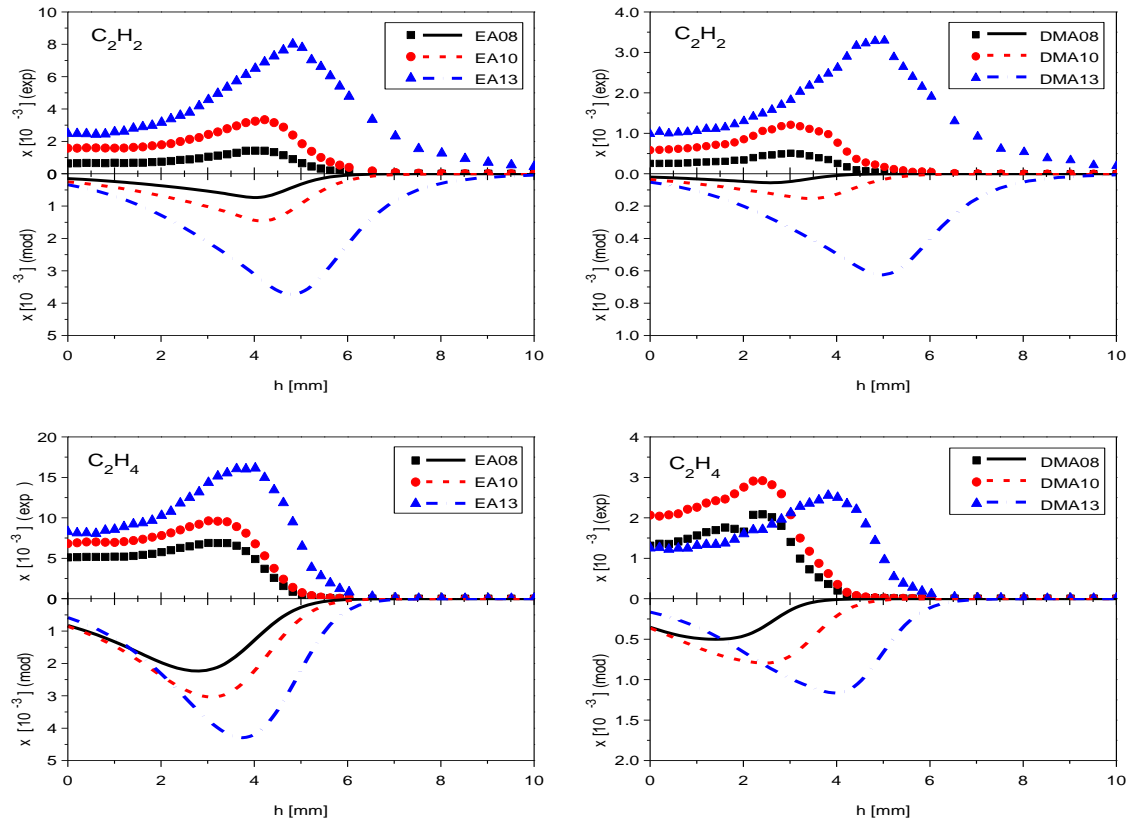 C2H2
EA08
EA10
EA13
10
8
6
4
2
0
1
2
3
4
5
x [10 -3] (exp)
x [10 -3] (mod)
0 2 4 6 8 10
h [mm]
C2H2
DMA08
DMA10
DMA13
4.0
3.0
2.0
1.0
0.0
0.2
0.4
0.6
0.8
1.0
x [10 -3] (exp)
x [10 -3] (mod)
0 2 4 6 8 10
h [mm]
C2H4
EA08
EA10
EA13
20
15
10
5
0
1
2
3
4
5
x [10 -3] (exp )
x [10 -3] (mod)
0 2 4 6 8 10
h [mm]
C2H4
DMA08
DMA10
DMA13
4
3
2
1
0
0.5
1.0
1.5
2.0
x [10 -3] (exp)
x [10 -3] (mod)
0 2 4 6 8 10
h [mm]